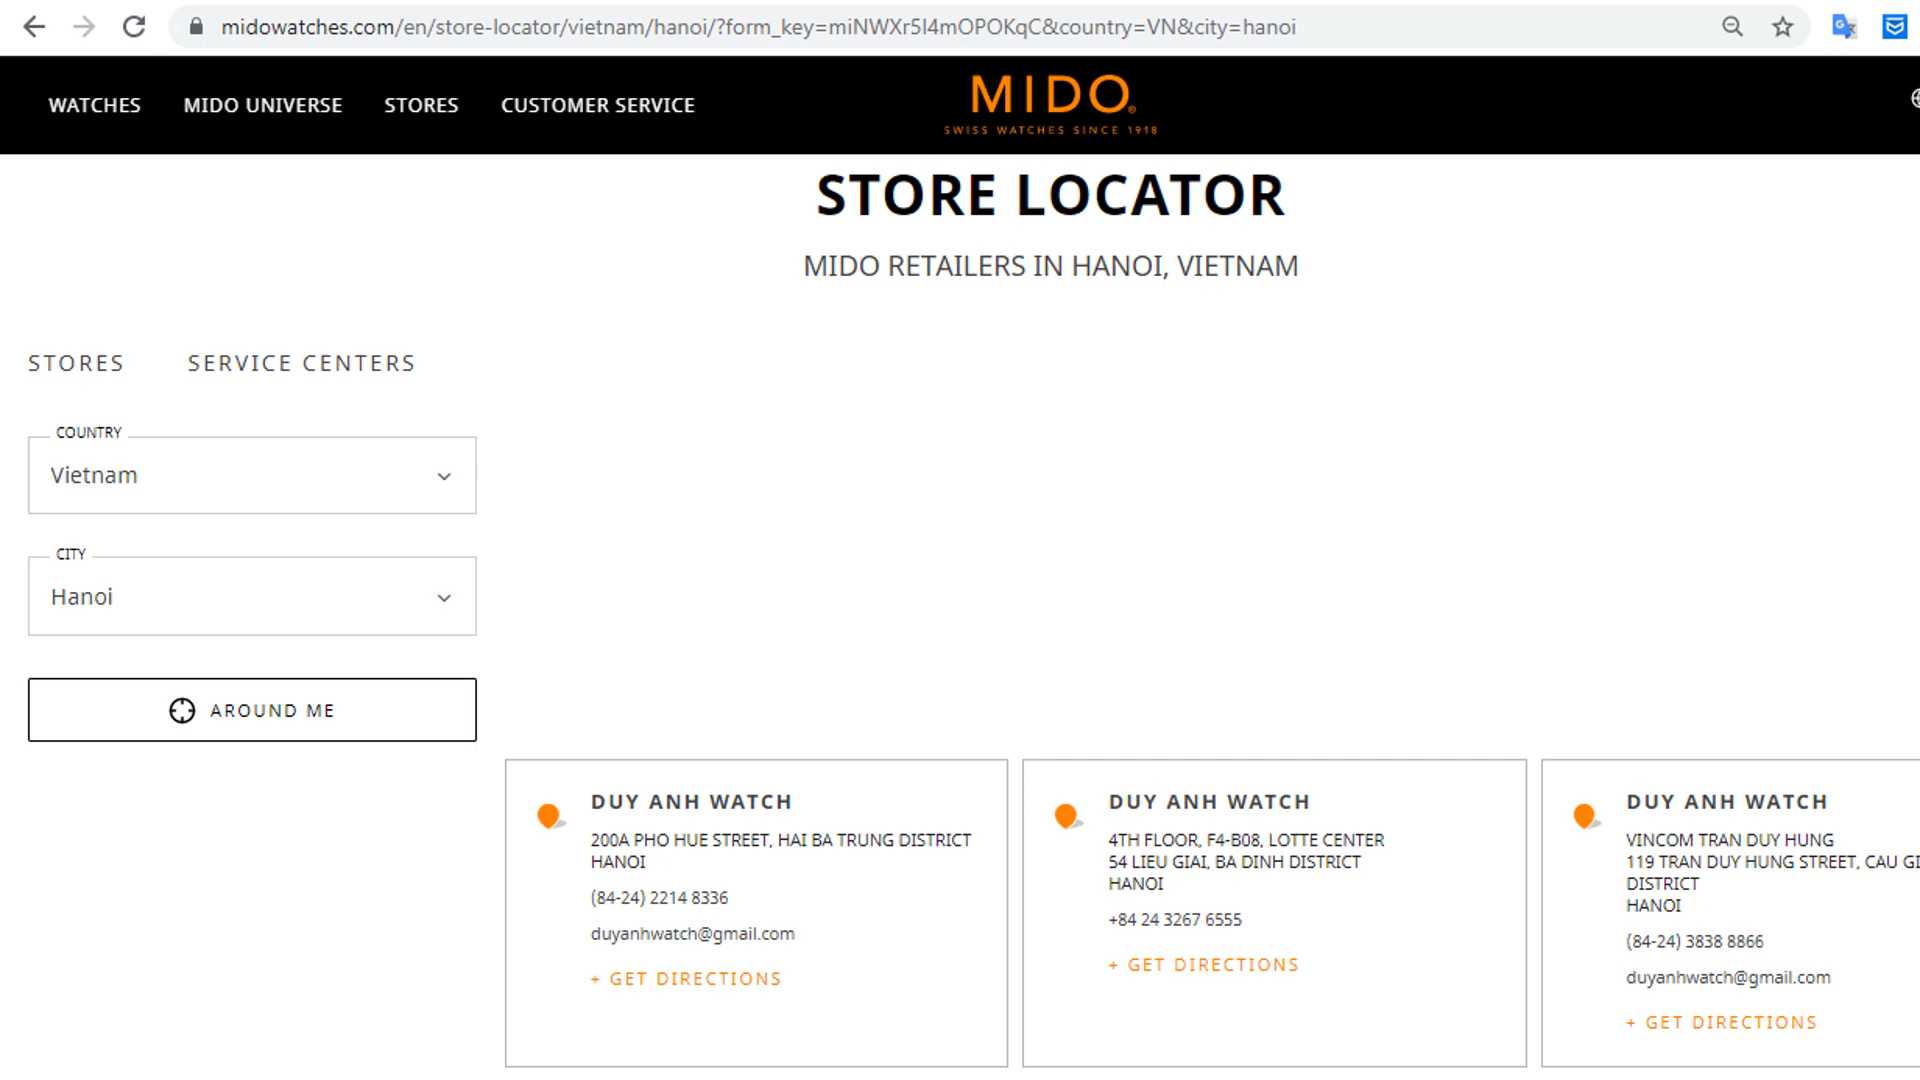 midowatches.com/en/store-locator/vietnam/hanoi/?form_key=miNWXr5I4mOPOKqC&country=VN&city=hanoi
WATCHES MIDO UNIVERSE STORES CUSTOMER SERVICE
MIDO®
SWISS WATCHES SINCE 1918
STORE LOCATOR
MIDO RETAILERS IN HANOI, VIETNAM
STORES SERVICE CENTERS
COUNTRY
Vietnam
CITY
Hanoi
AROUND ME
DUY ANH WATCH
200A PHO HUE STREET, HAI BA TRUNG DISTRICT
HANOI
(84-24) 2214 8336
duyanhwatch@gmail.com
+ GET DIRECTIONS
DUY ANH WATCH
4TH FLOOR, F4-B08, LOTTE CENTER
54 LIEU GIAI, BA DINH DISTRICT
HANOI
+84 24 3267 6555
+ GET DIRECTIONS
DUY ANH WATCH
VINCOM TRAN DUY HUNG
119 TRAN DUY HUNG STREET, CAU GI
DISTRICT
HANOI
(84-24) 3838 8866
duyanhwatch@gmail.com
+ GET DIRECTIONS